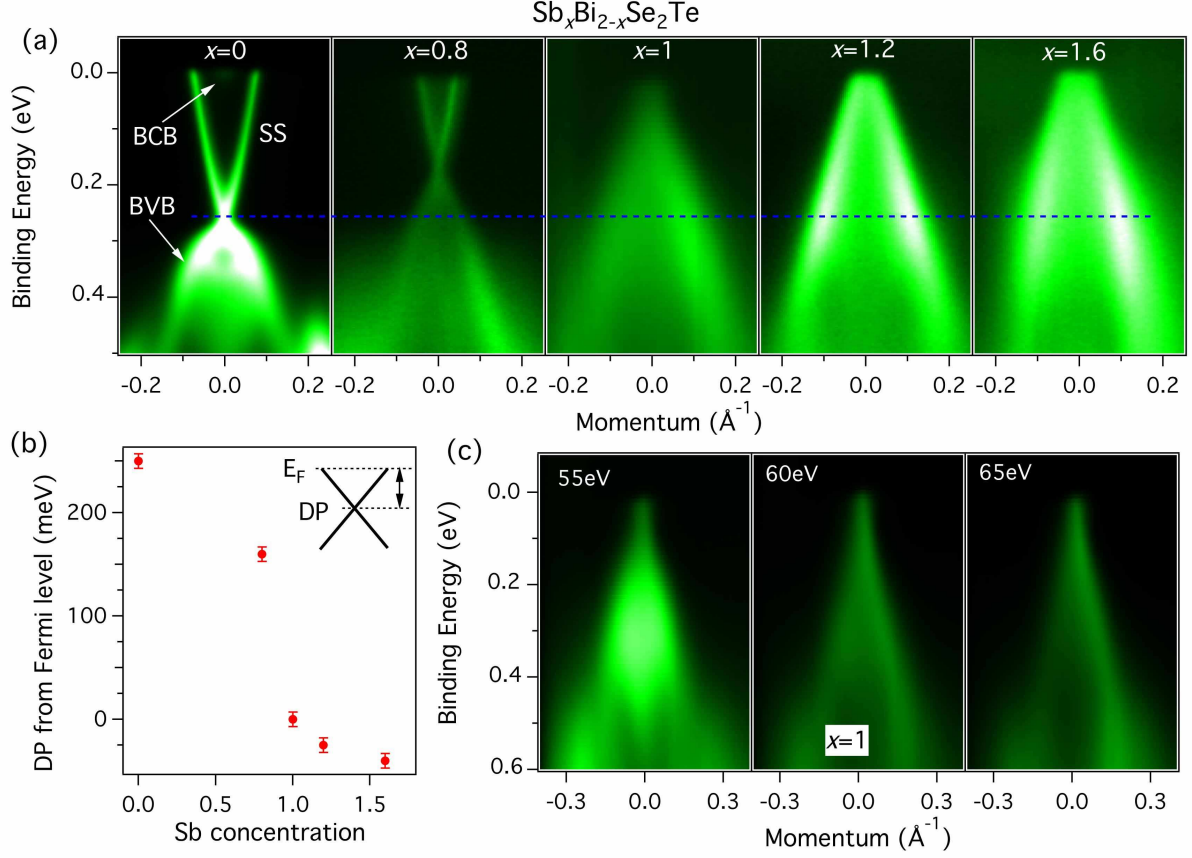 SbₓBi₂₋ₓSe₂Te
(a)
x=0 x=0.8 x=1 x=1.2 x=1.6
0.0
BCB
SS
0.2
BVB
0.4
Binding Energy (eV)
-0.2 0.0 0.2 -0.2 0.0 0.2 -0.2 0.0 0.2 -0.2 0.0 0.2 -0.2 0.0 0.2
Momentum (Å⁻¹)
(b)
E_F
DP
200
100
0
DP from Fermi level (meV)
0.0 0.5 1.0 1.5
Sb concentration
(c)
55eV 60eV 65eV
0.0
0.2
0.4
0.6
Binding Energy (eV)
x=1
-0.3 0.0 0.3 -0.3 0.0 0.3 -0.3 0.0 0.3
Momentum (Å⁻¹)